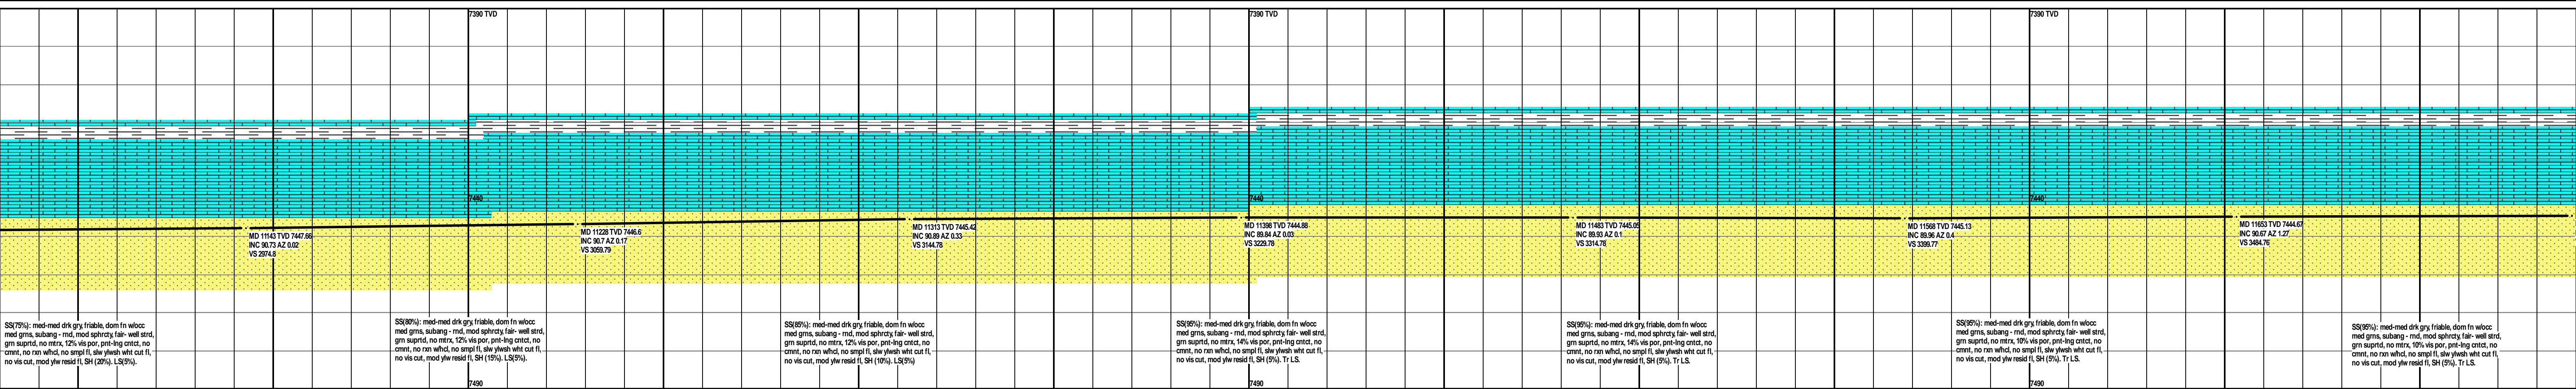 7390 TVD
7390 TVD
7390 TVD
7440
7440
7440
MD 11143 TVD 7447.66
INC 90.73 AZ 0.02
VS 2974.8
MD 11228 TVD 7446.6
INC 90.7 AZ 0.17
VS 3059.79
MD 11313 TVD 7445.42
INC 90.89 AZ 0.33
VS 3144.78
MD 11398 TVD 7444.88
INC 89.84 AZ 0.03
VS 3229.78
MD 11483 TVD 7445.05
INC 89.93 AZ 0.1
VS 3314.78
MD 11568 TVD 7445.13
INC 89.96 AZ 0.4
VS 3399.77
MD 11653 TVD 7444.67
INC 90.67 AZ 1.27
VS 3484.76
SS(75%): med-med drk gry, friable, dom fn w/occ
med grns, subang - rnd, mod sphrcty, fair- well strd,
grn suprtd, no mtrx, 12% vis por, pnt-lng cntct, no
cmnt, no rxn whcl, no smpl fl, slw ylwsh wht cut fl,
no vis cut, mod ylw resid fl, SH (20%). LS(5%).
SS(80%): med-med drk gry, friable, dom fn w/occ
med grns, subang - rnd, mod sphrcty, fair- well strd,
grn suprtd, no mtrx, 12% vis por, pnt-lng cntct, no
cmnt, no rxn whcl, no smpl fl, slw ylwsh wht cut fl,
no vis cut, mod ylw resid fl, SH (15%). LS(5%).
SS(85%): med-med drk gry, friable, dom fn w/occ
med grns, subang - rnd, mod sphrcty, fair- well strd,
grn suprtd, no mtrx, 12% vis por, pnt-lng cntct, no
cmnt, no rxn whcl, no smpl fl, slw ylwsh wht cut fl,
no vis cut, mod ylw resid fl, SH (10%). LS(5%)
SS(95%): med-med drk gry, friable, dom fn w/occ
med grns, subang - rnd, mod sphrcty, fair- well strd,
grn suprtd, no mtrx, 14% vis por, pnt-lng cntct, no
cmnt, no rxn whcl, no smpl fl, slw ylwsh wht cut fl,
no vis cut, mod ylw resid fl, SH (5%). Tr LS.
SS(95%): med-med drk gry, friable, dom fn w/occ
med grns, subang - rnd, mod sphrcty, fair- well strd,
grn suprtd, no mtrx, 14% vis por, pnt-lng cntct, no
cmnt, no rxn whcl, no smpl fl, slw ylwsh wht cut fl,
no vis cut, mod ylw resid fl, SH (5%). Tr LS.
SS(95%): med-med drk gry, friable, dom fn w/occ
med grns, subang - rnd, mod sphrcty, fair- well strd,
grn suprtd, no mtrx, 10% vis por, pnt-lng cntct, no
cmnt, no rxn whcl, no smpl fl, slw ylwsh wht cut fl,
no vis cut, mod ylw resid fl, SH (5%). Tr LS.
SS(95%): med-med drk gry, friable, dom fn w/occ
med grns, subang - rnd, mod sphrcty, fair- well strd,
grn suprtd, no mtrx, 10% vis por, pnt-lng cntct, no
cmnt, no rxn whcl, no smpl fl, slw ylwsh wht cut fl,
no vis cut, mod ylw resid fl, SH (5%). Tr LS.
7490
7490
7490